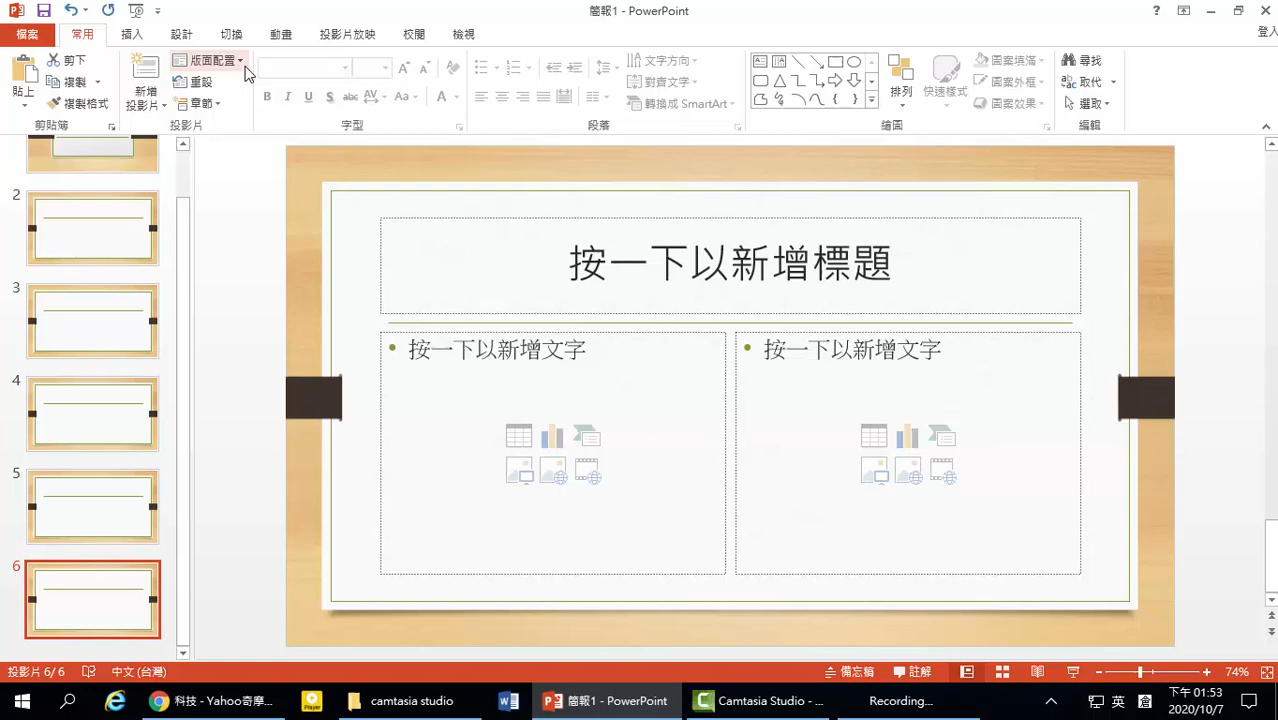 簡報1 - PowerPoint
檔案 常用 插入 設計 切換 動畫 投影片放映 校閱 檢視 登入
貼上 剪下 複製 複製格式 剪貼簿
新增投影片 版面配置 重設 章節 投影片
B I U S abc AV Aa A 字型
文字方向 對齊文字 轉換成 SmartArt 段落
排列 快速樣式 圖案填滿 圖案外框 圖案效果 繪圖
尋找 取代 選取 編輯
2
3
4
5
6
按一下以新增標題
按一下以新增文字
按一下以新增文字
投影片 6/6 中文 (台灣) 備忘稿 註解 74%
科技 - Yahoo奇摩... Player camtasia studio 簡報1 - PowerPoint Camtasia Studio - ... Recording... 英 下午 01:53
2020/10/7